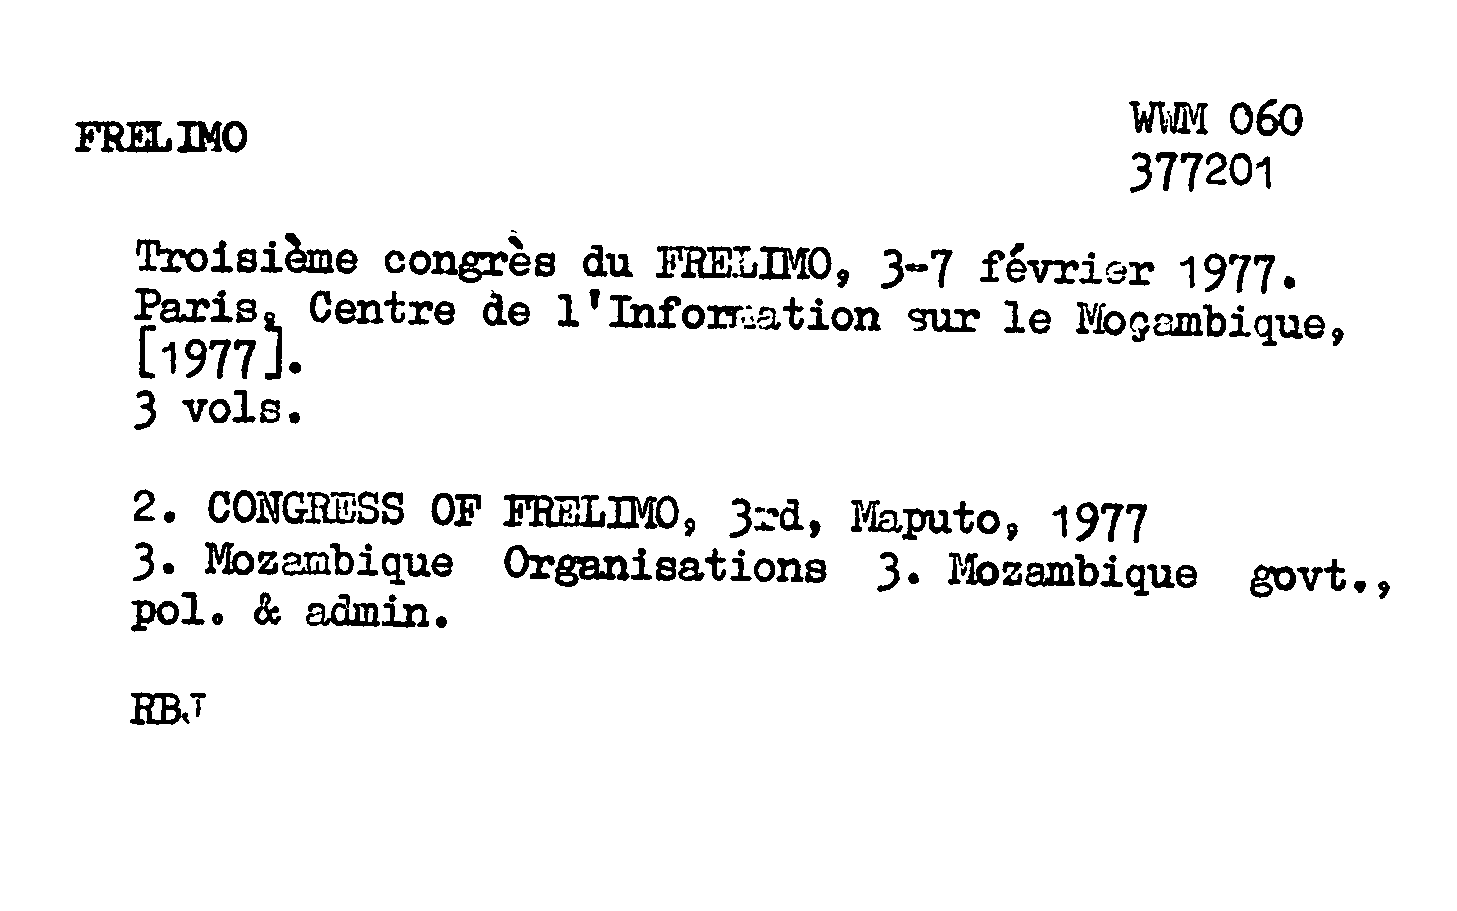 FRELIMO
WWM 060
377201
Troisième congrès du FRELIMO, 3-7 février 1977.
Paris, Centre de l'Information sur le Moçambique,
[1977].
3 vols.
2. CONGRESS OF FRELIMO, 3rd, Maputo, 1977
3. Mozambique Organisations 3. Mozambique govt.,
pol. & admin.
RBJ